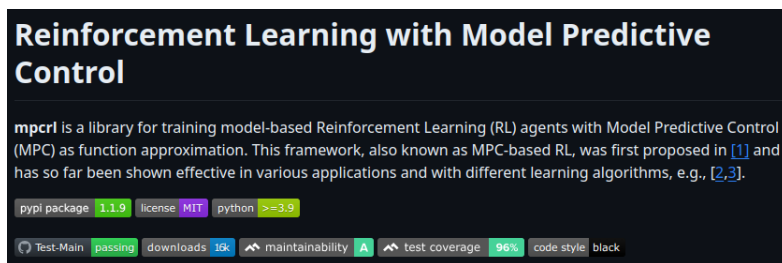 Reinforcement Learning with Model Predictive
Control
mpcrl is a library for training model-based Reinforcement Learning (RL) agents with Model Predictive Control
(MPC) as function approximation. This framework, also known as MPC-based RL, was first proposed in [1] and
has so far been shown effective in various applications and with different learning algorithms, e.g., [2,3].
pypi package 1.1.9 license MIT python >=3.9
Test-Main passing downloads 16k maintainability A test coverage 96% code style black